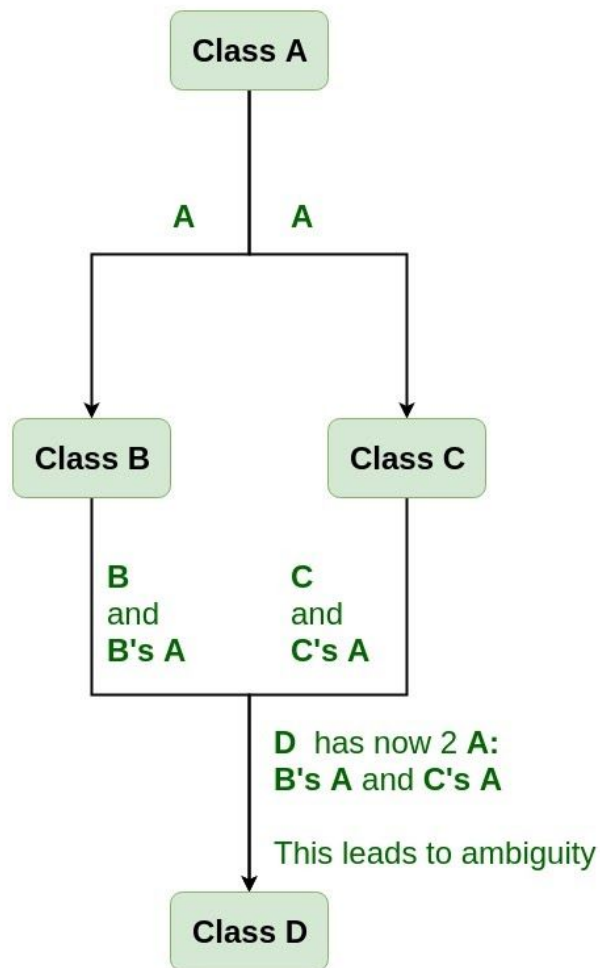 Class A
A
A
Class B
Class C
B
and
B's A
C
and
C's A
D has now 2 A:
B's A and C's A
This leads to ambiguity
Class D